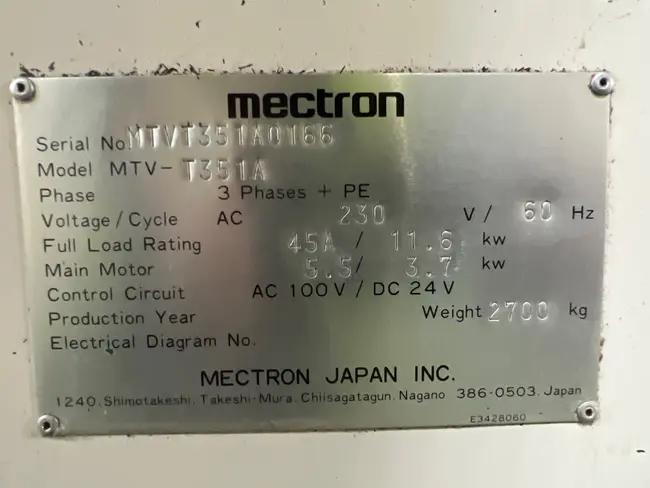 mectron
Serial No. MTVT351A0166
Model MTV- T351A
Phase 3 Phases + PE
Voltage/Cycle AC 230 V/ 60 Hz
Full Load Rating 45A / 11.6 kw
Main Motor 5.5/ 3.7 kw
Control Circuit AC 100V / DC 24V
Production Year Weight 2700 kg
Electrical Diagram No.
MECTRON JAPAN INC.
1240, Shimotakeshi, Takeshi-Mura, Chiisagatagun, Nagano 386-0503, Japan
E3428060